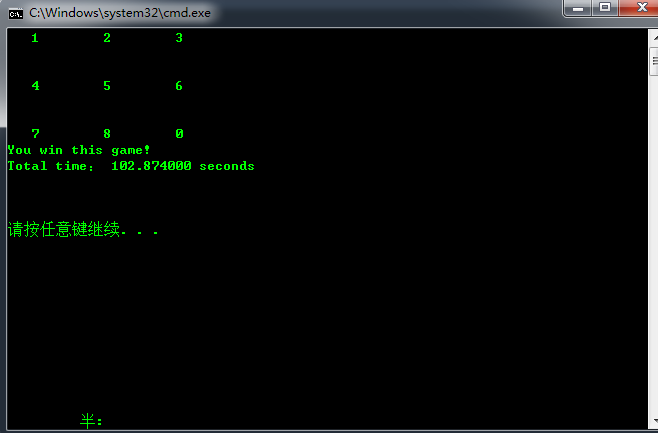 C:\Windows\system32\cmd.exe
1 2 3
4 5 6
7 8 0
You win this game!
Total time： 102.874000 seconds
请按任意键继续. . .
半: